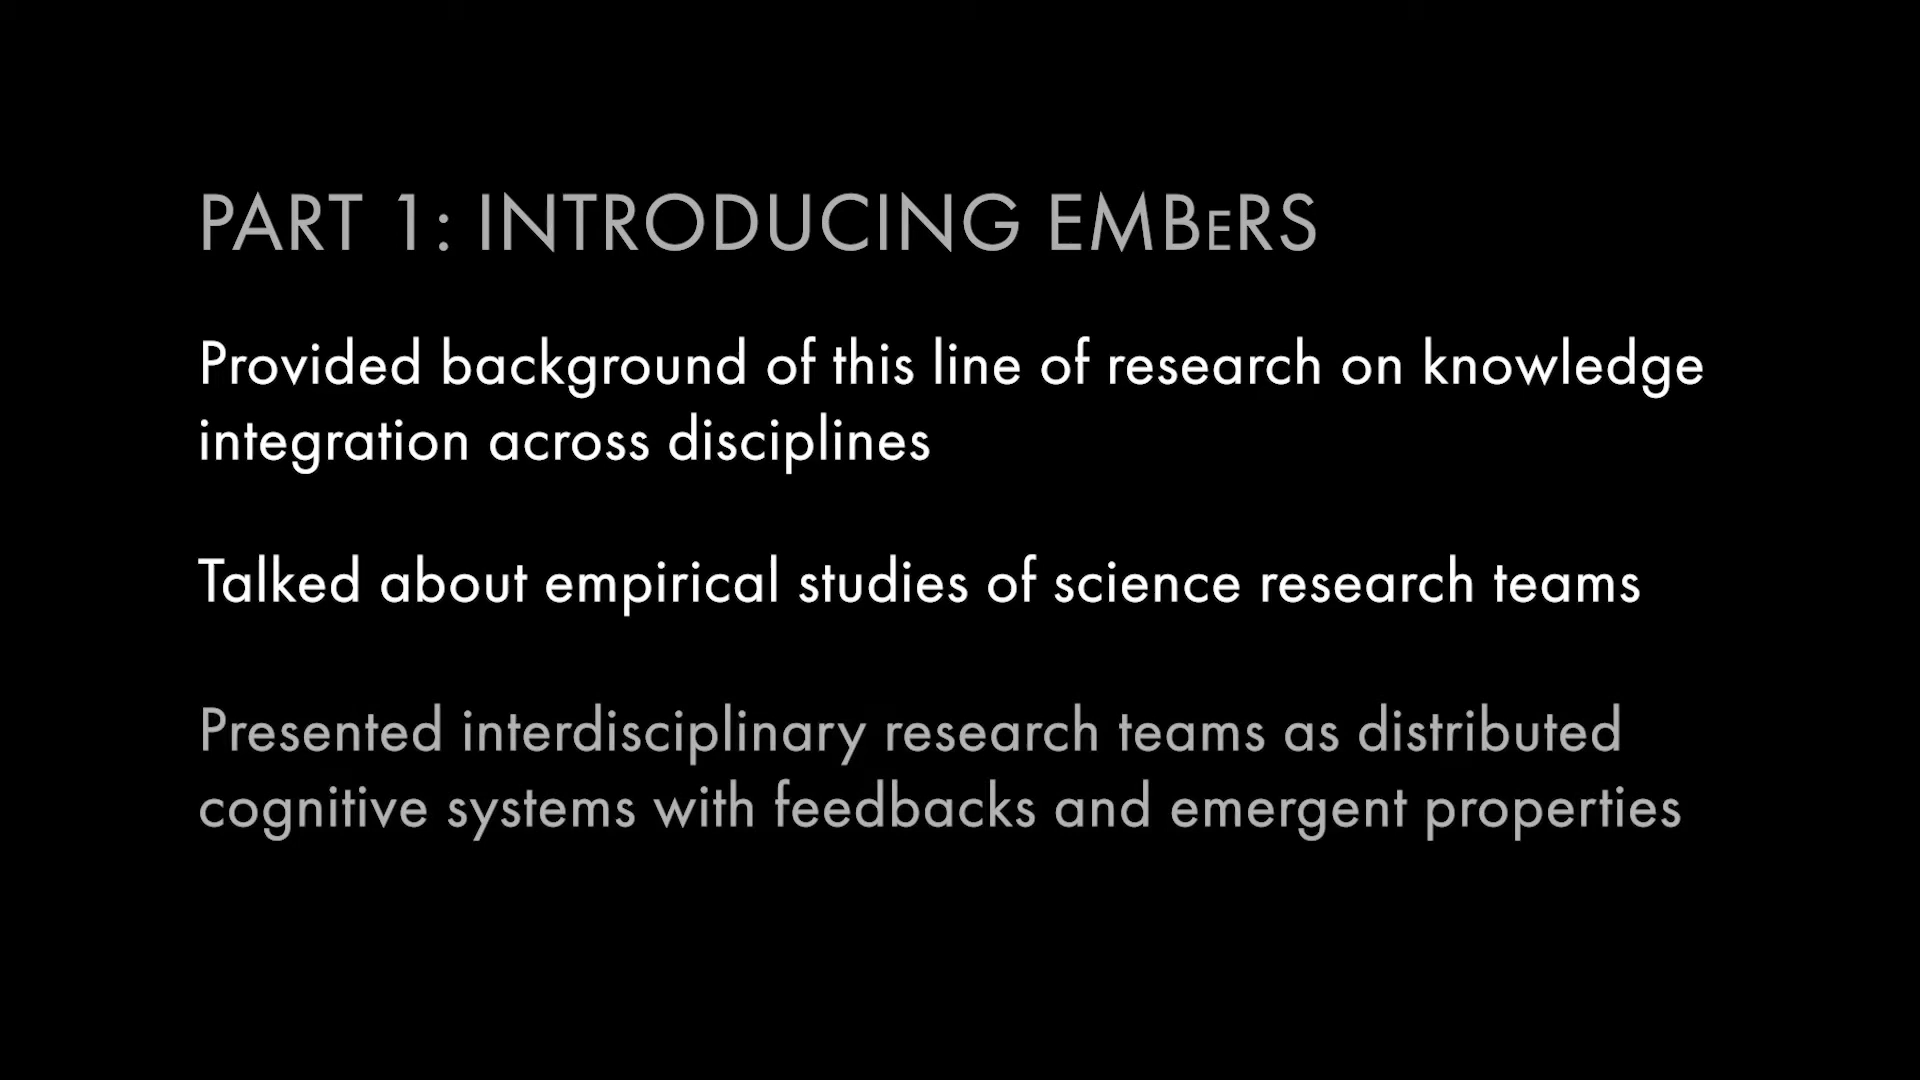 PART 1: INTRODUCING EMBeRS
Provided background of this line of research on knowledge
integration across disciplines
Talked about empirical studies of science research teams
Presented interdisciplinary research teams as distributed
cognitive systems with feedbacks and emergent properties